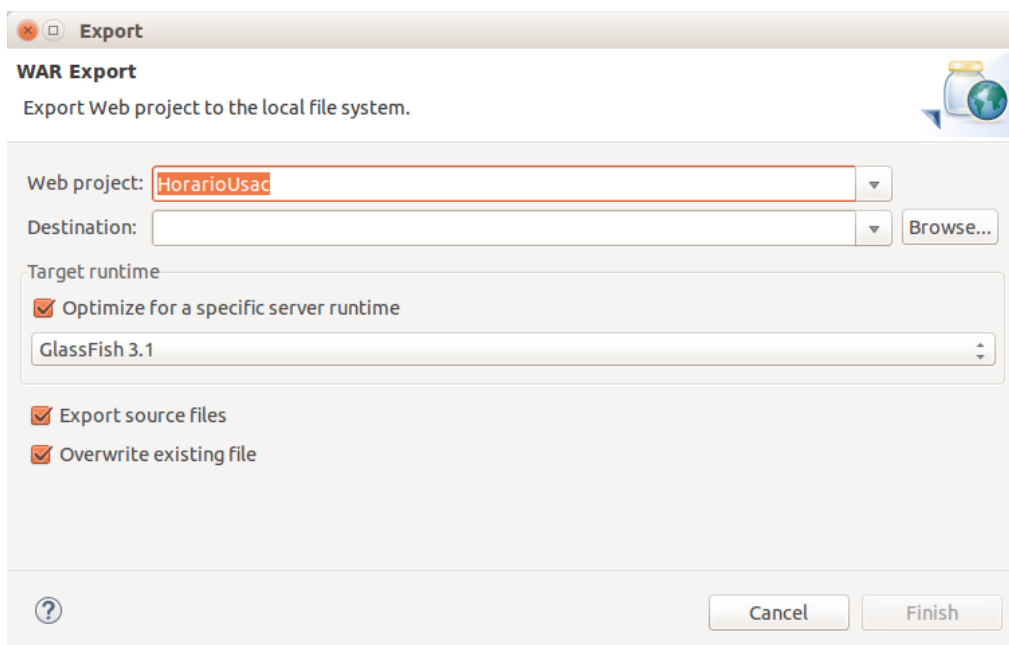 Export
WAR Export
Export Web project to the local file system.
Web project: HorarioUsac
Destination: Browse...
Target runtime
Optimize for a specific server runtime
GlassFish 3.1
Export source files
Overwrite existing file
? Cancel Finish